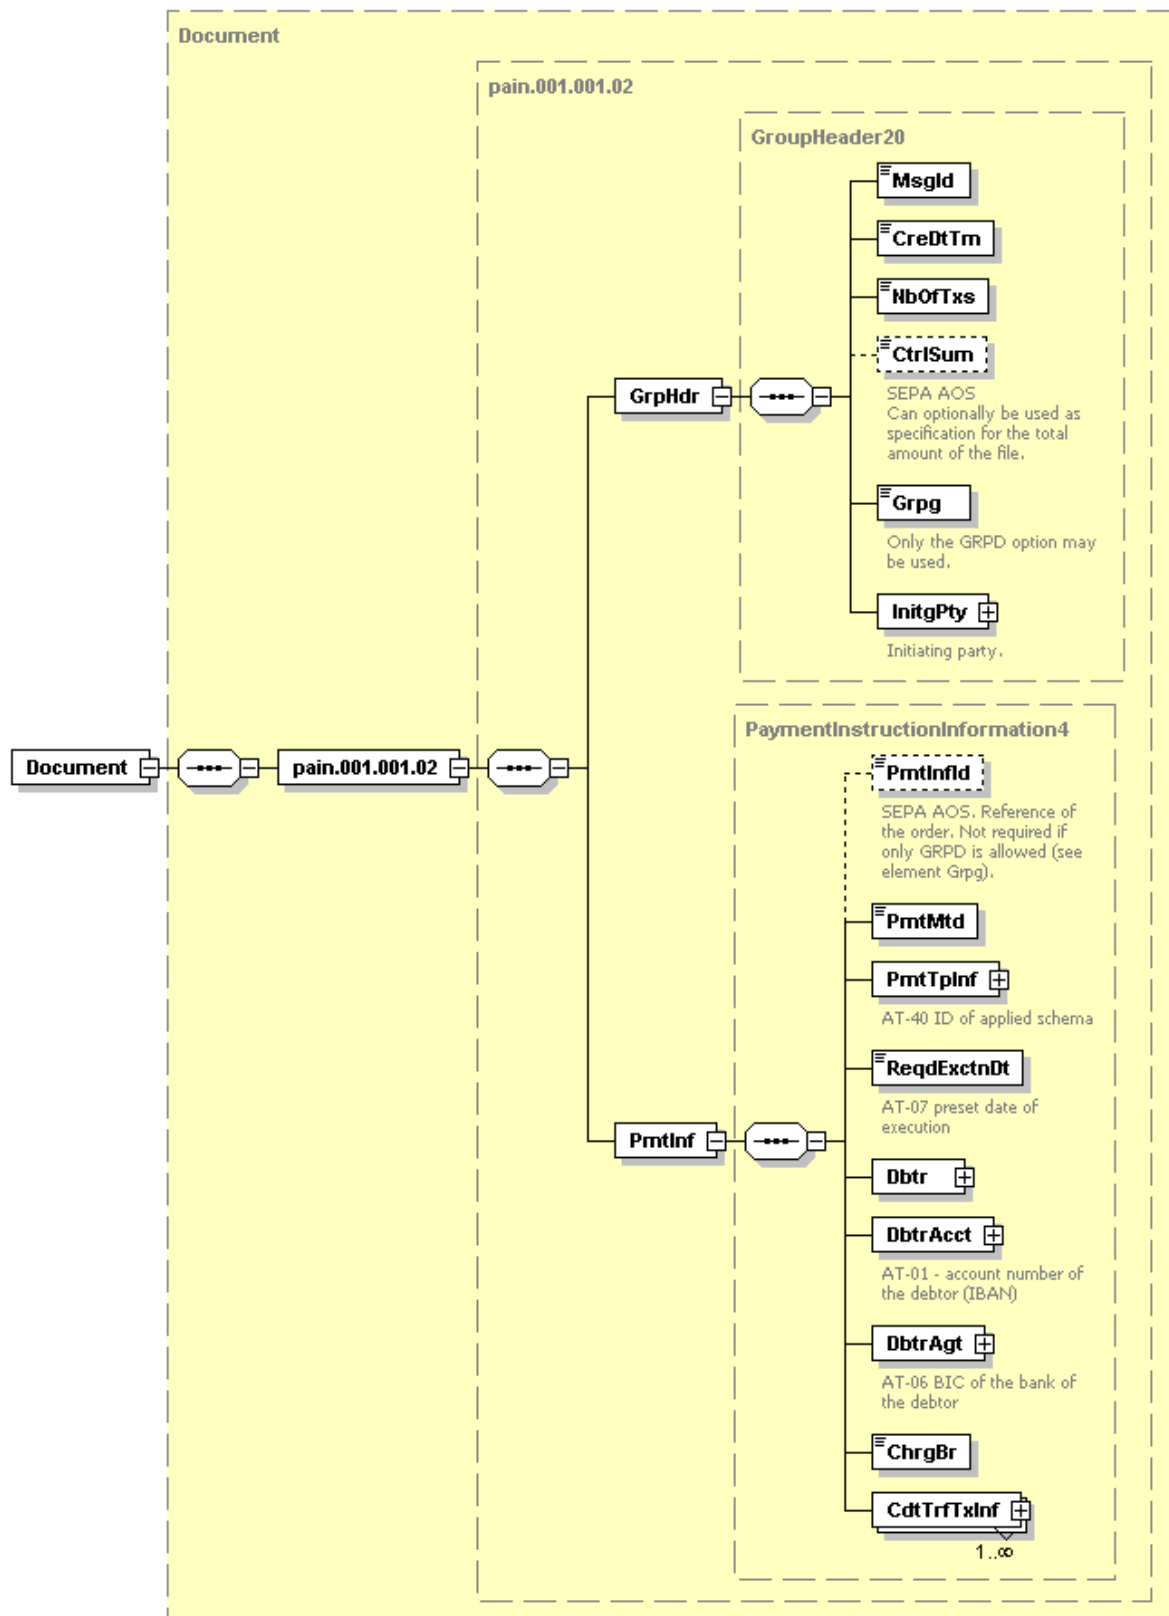 Document
pain.001.001.02
GroupHeader20
MsgId
CreDtTm
NbOfTxs
CtrlSum
SEPA AOS
Can optionally be used as
specification for the total
amount of the file.
GrpHdr
Grpg
Only the GRPD option may
be used.
InitgPty
Initiating party.
PaymentInstructionInformation4
Document
pain.001.001.02
PmtInfId
SEPA AOS. Reference of
the order. Not required if
only GRPD is allowed (see
element Grpg).
PmtMtd
PmtTpInf
AT-40 ID of applied schema
ReqdExctnDt
AT-07 preset date of
execution
PmtInf
Dbtr
DbtrAcct
AT-01 - account number of
the debtor (IBAN)
DbtrAgt
AT-06 BIC of the bank of
the debtor
ChrgBr
CdtTrfTxInf
1..∞